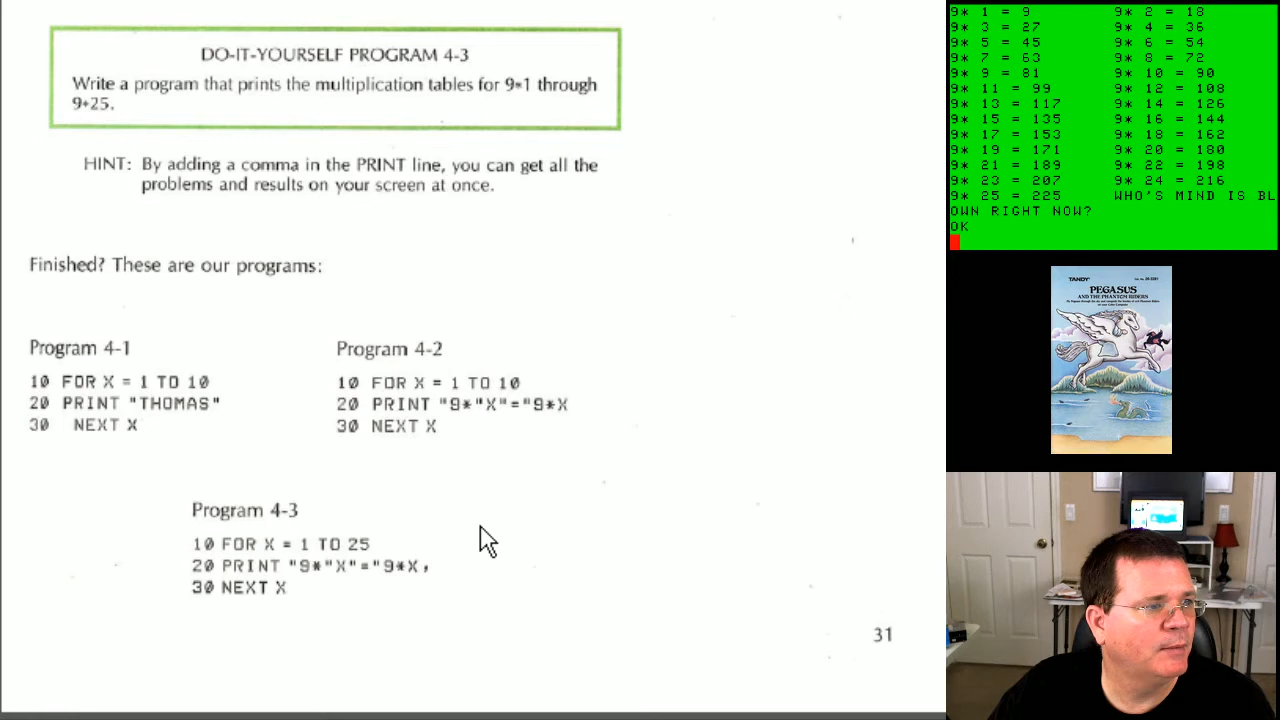 DO-IT-YOURSELF PROGRAM 4-3
Write a program that prints the multiplication tables for 9*1 through
9*25.
HINT: By adding a comma in the PRINT line, you can get all the
problems and results on your screen at once.
Finished? These are our programs:
Program 4-1
10 FOR X = 1 TO 10
20 PRINT "THOMAS"
30 NEXT X
Program 4-2
10 FOR X = 1 TO 10
20 PRINT "9*"X"="9*X
30 NEXT X
Program 4-3
10 FOR X = 1 TO 25
20 PRINT "9*"X"="9*X,
30 NEXT X
31
9* 1 = 9 9* 2 = 18
9* 3 = 27 9* 4 = 36
9* 5 = 45 9* 6 = 54
9* 7 = 63 9* 8 = 72
9* 9 = 81 9* 10 = 90
9* 11 = 99 9* 12 = 108
9* 13 = 117 9* 14 = 126
9* 15 = 135 9* 16 = 144
9* 17 = 153 9* 18 = 162
9* 19 = 171 9* 20 = 180
9* 21 = 189 9* 22 = 198
9* 23 = 207 9* 24 = 216
9* 25 = 225 WHO'S MIND IS BL
OWN RIGHT NOW?
OK
TANDY
PEGASUS
AND THE PHANTOM RIDERS